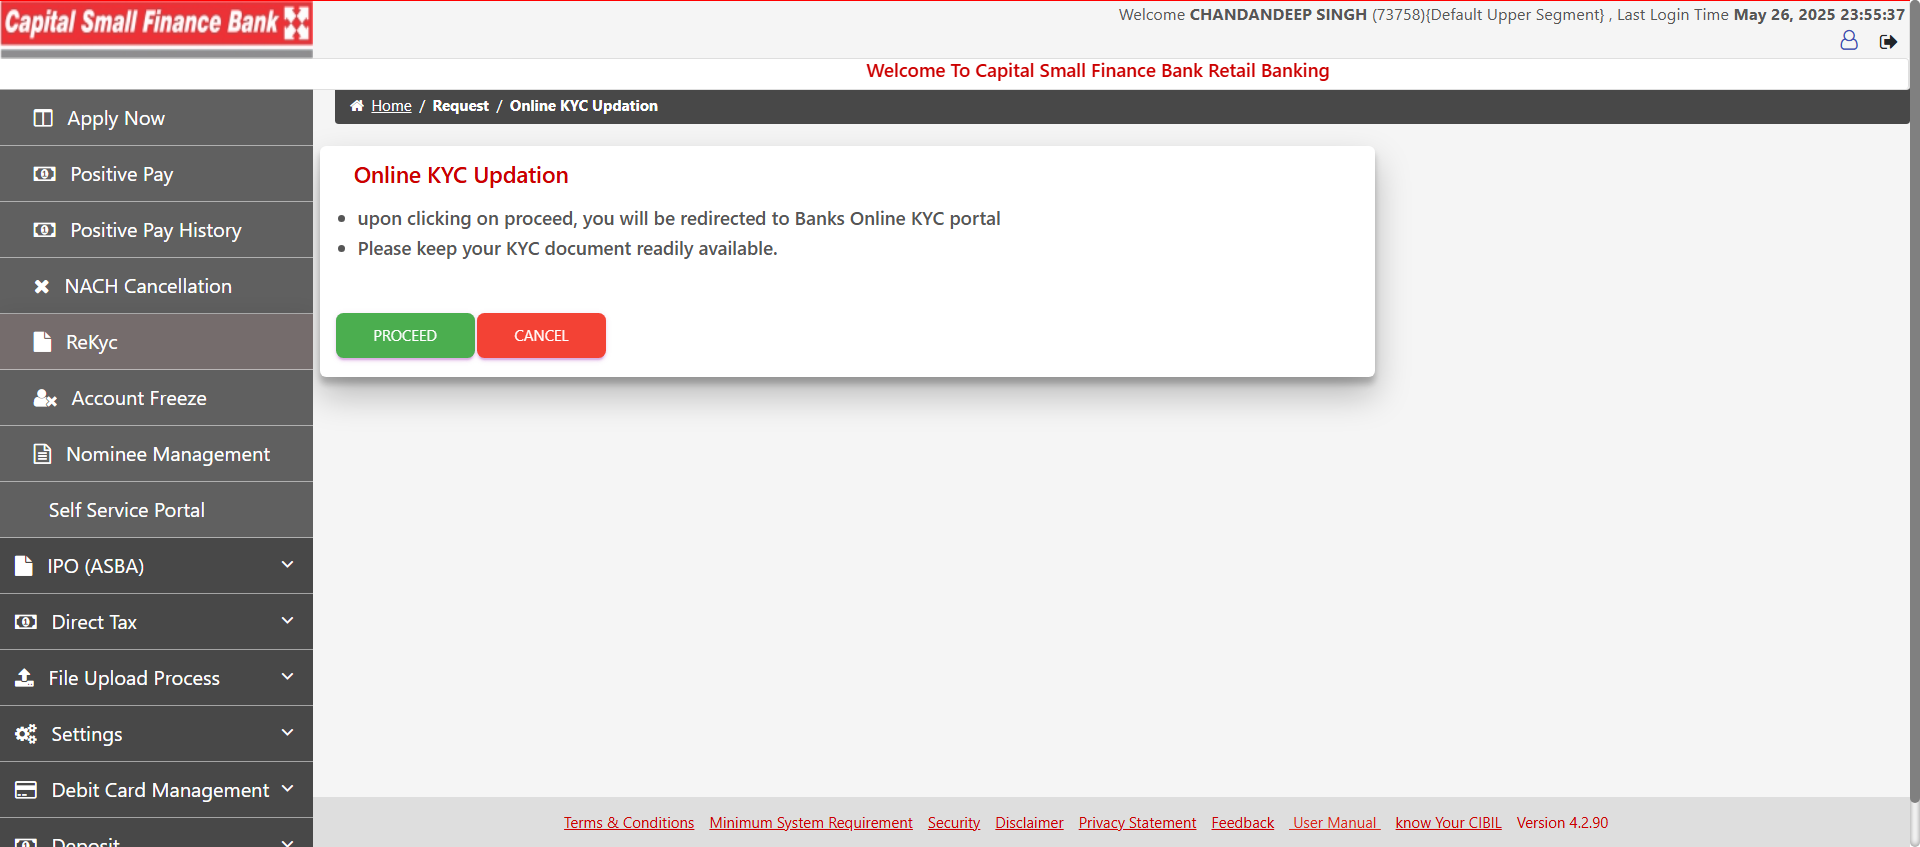 Capital Small Finance Bank
Welcome CHANDANDEEP SINGH (73758){Default Upper Segment} , Last Login Time May 26, 2025 23:55:37
Welcome To Capital Small Finance Bank Retail Banking
Home / Request / Online KYC Updation
Apply Now
Positive Pay
Positive Pay History
NACH Cancellation
ReKyc
Account Freeze
Nominee Management
Self Service Portal
IPO (ASBA)
Direct Tax
File Upload Process
Settings
Debit Card Management
Deposit
Online KYC Updation
upon clicking on proceed, you will be redirected to Banks Online KYC portal
Please keep your KYC document readily available.
PROCEED CANCEL
Terms & Conditions Minimum System Requirement Security Disclaimer Privacy Statement Feedback User Manual know Your CIBIL Version 4.2.90